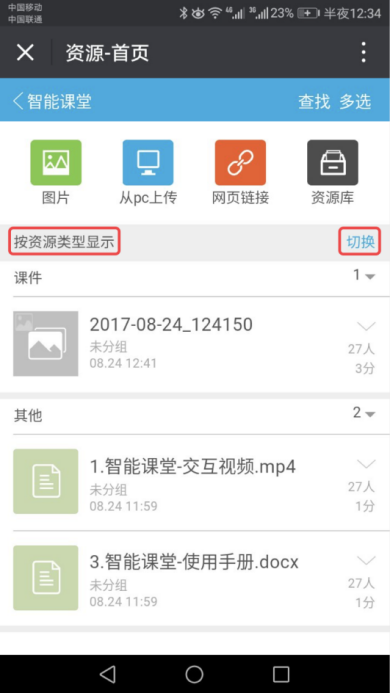 中国移动
中国联通
4G 3G 23% 半夜12:34
资源-首页
智能课堂 查找 多选
图片 从pc上传 网页链接 资源库
按资源类型显示 切换
课件 1
2017-08-24_124150
未分组 27人
08.24 12:41 3分
其他 2
1.智能课堂-交互视频.mp4
未分组 27人
08.24 11:59 1分
3.智能课堂-使用手册.docx
未分组 27人
08.24 11:59 1分